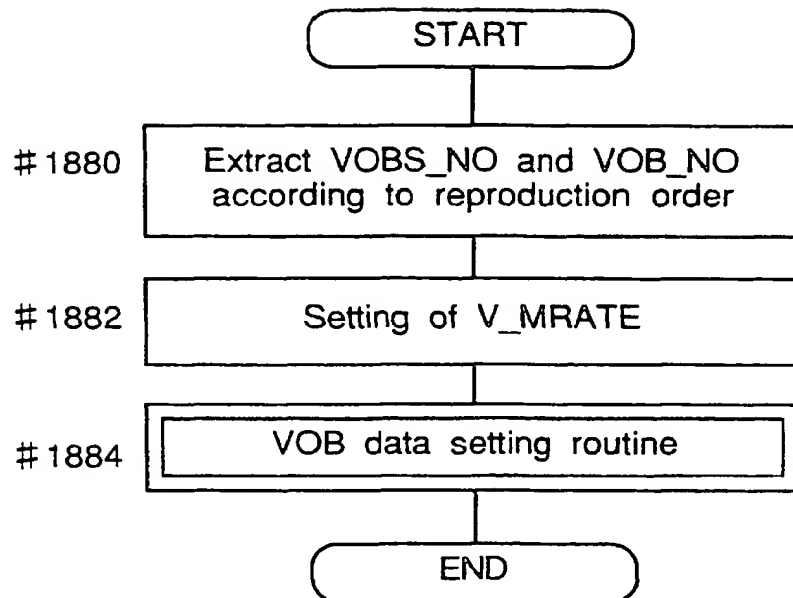 START
#1880
Extract VOBS_NO and VOB_NO
according to reproduction order
#1882
Setting of V_MRATE
#1884
VOB data setting routine
END